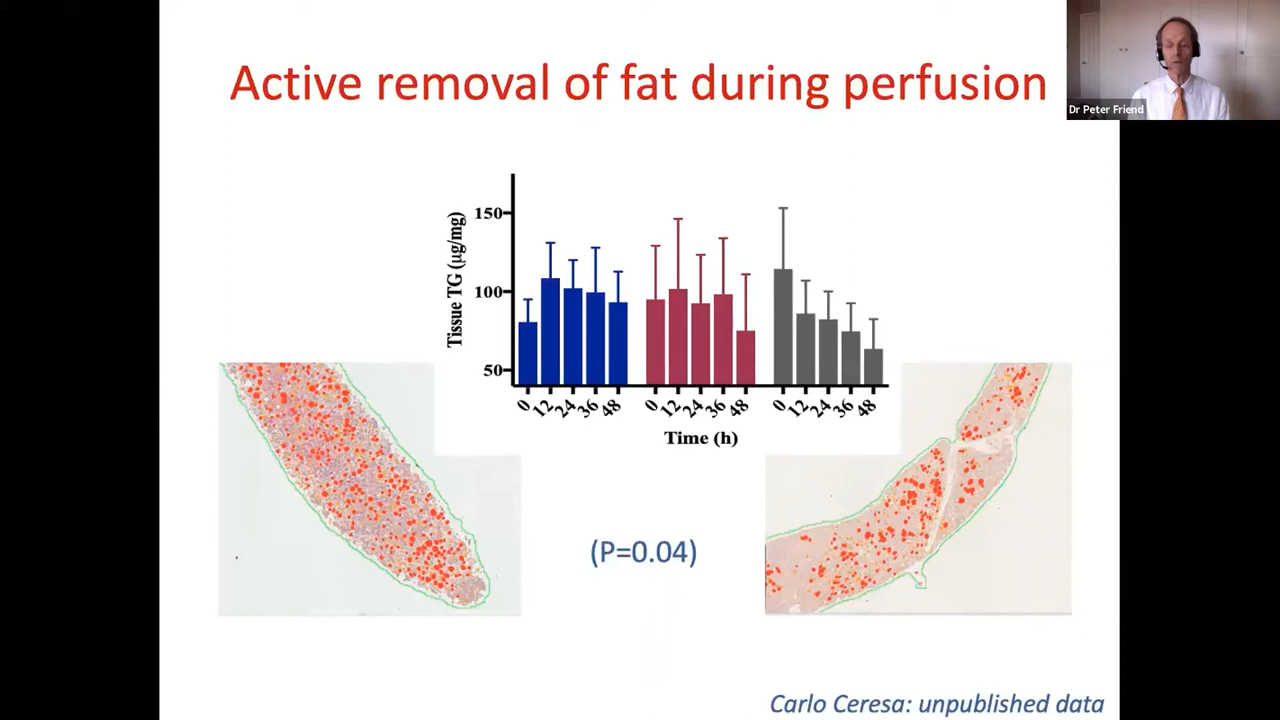 Active removal of fat during perfusion
Dr Peter Friend
Tissue TG (µg/mg)
150
100
50
0 12 24 36 48 0 12 24 36 48 0 12 24 36 48
Time (h)
(P=0.04)
Carlo Ceresa: unpublished data